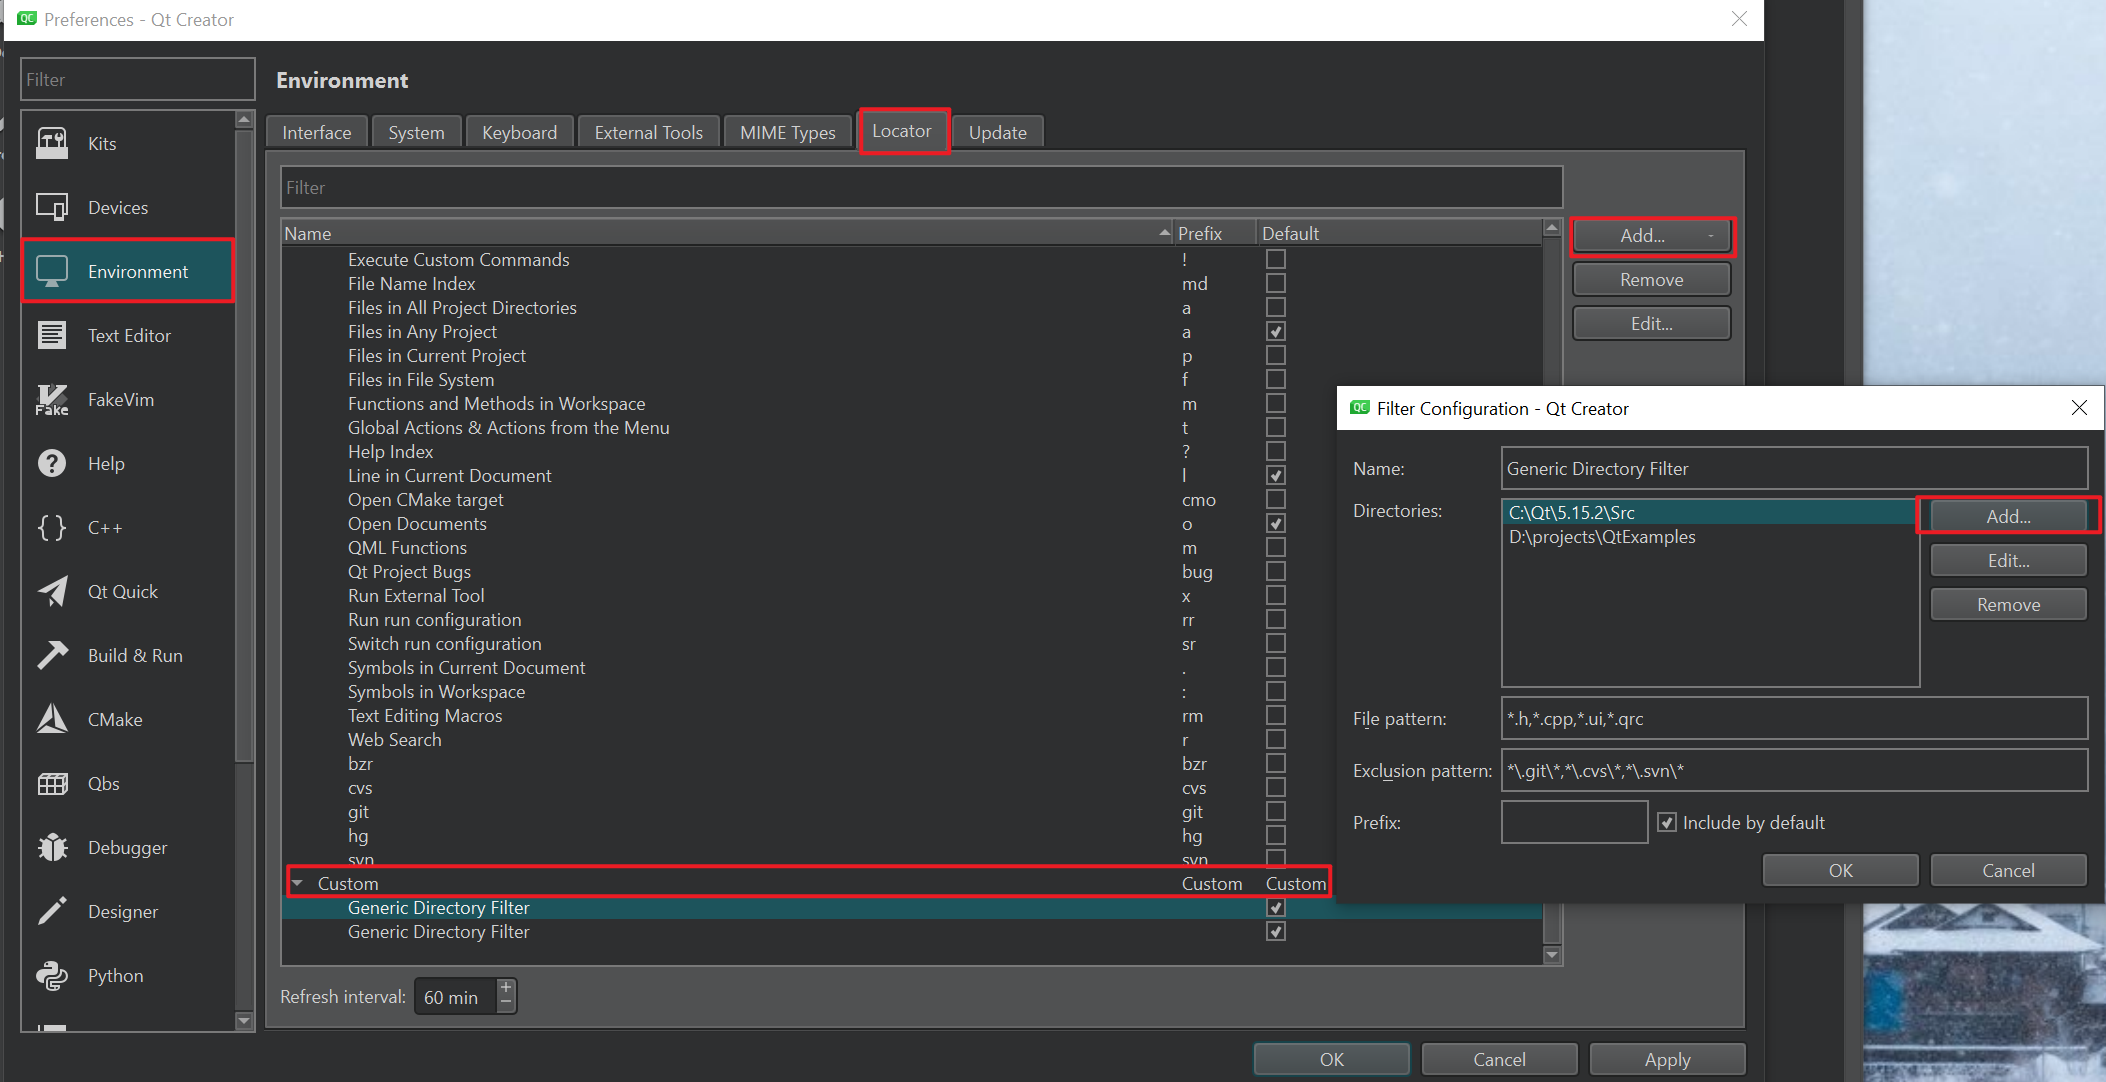 Preferences - Qt Creator
Filter
Kits
Devices
Environment
Text Editor
FakeVim
Help
C++
Qt Quick
Build & Run
CMake
Qbs
Debugger
Designer
Python
Environment
Interface System Keyboard External Tools MIME Types Locator Update
Filter
Name Prefix Default
Execute Custom Commands !
File Name Index md
Files in All Project Directories a
Files in Any Project a
Files in Current Project p
Files in File System f
Functions and Methods in Workspace m
Global Actions & Actions from the Menu t
Help Index ?
Line in Current Document l
Open CMake target cmo
Open Documents o
QML Functions m
Qt Project Bugs bug
Run External Tool x
Run run configuration rr
Switch run configuration sr
Symbols in Current Document .
Symbols in Workspace :
Text Editing Macros rm
Web Search r
bzr bzr
cvs cvs
git git
hg hg
svn svn
Custom Custom Custom
Generic Directory Filter
Generic Directory Filter
Add...
Remove
Edit...
Refresh interval: 60 min
OK Cancel Apply
Filter Configuration - Qt Creator
Name: Generic Directory Filter
Directories: C:\Qt\5.15.2\Src
D:\projects\QtExamples
Add...
Edit...
Remove
File pattern: *.h,*.cpp,*.ui,*.qrc
Exclusion pattern: *\.git\*,*\.cvs\*,*\.svn\*
Prefix: Include by default
OK Cancel